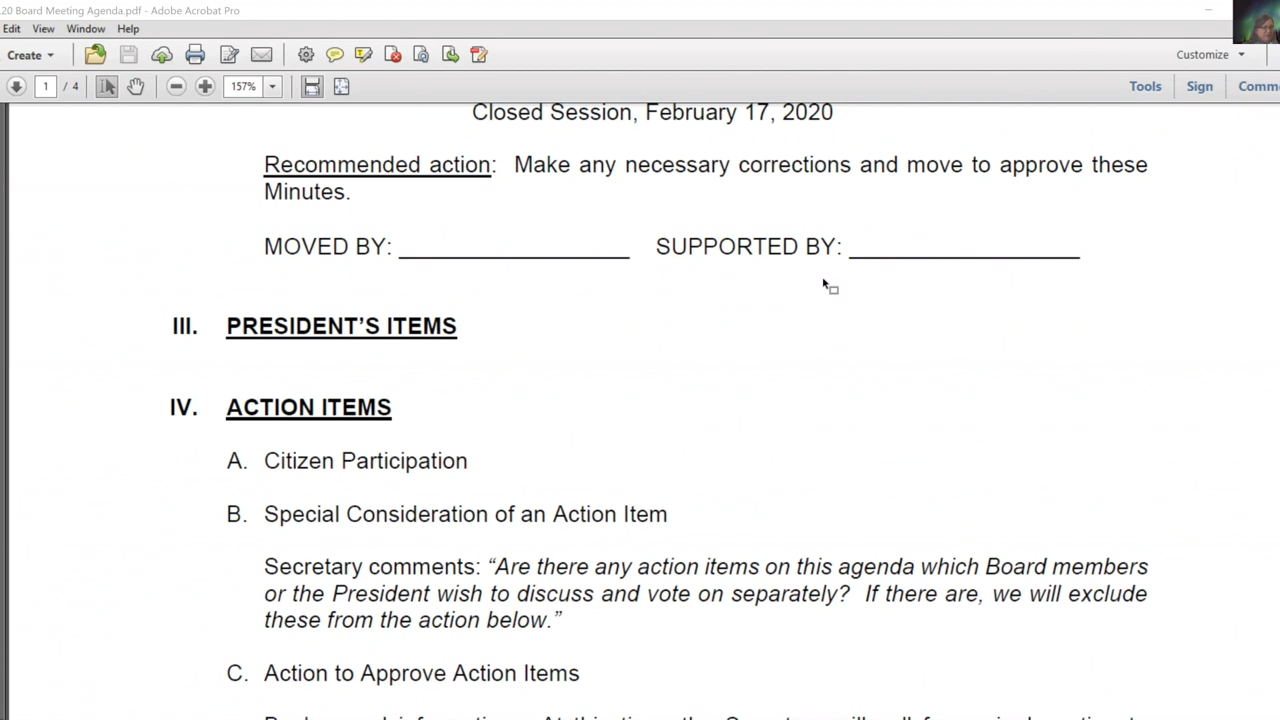 .20 Board Meeting Agenda.pdf - Adobe Acrobat Pro
Edit View Window Help
Create Customize
1 / 4 157% Tools Sign Comme
Closed Session, February 17, 2020
Recommended action: Make any necessary corrections and move to approve these
Minutes.
MOVED BY: ___________________ SUPPORTED BY: ___________________
III. PRESIDENT’S ITEMS
IV. ACTION ITEMS
A. Citizen Participation
B. Special Consideration of an Action Item
Secretary comments: “Are there any action items on this agenda which Board members
or the President wish to discuss and vote on separately? If there are, we will exclude
these from the action below.”
C. Action to Approve Action Items